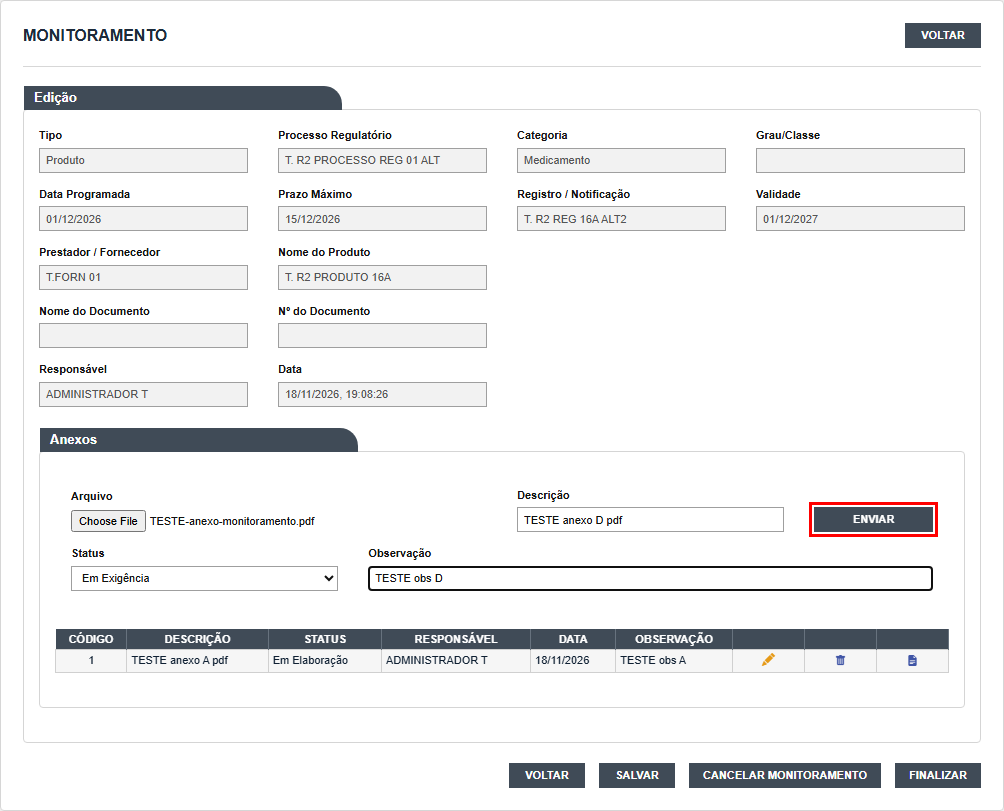 MONITORAMENTO
VOLTAR
Edição
Tipo Processo Regulatório Categoria Grau/Classe
Produto T. R2 PROCESSO REG 01 ALT Medicamento
Data Programada Prazo Máximo Registro / Notificação Validade
01/12/2026 15/12/2026 T. R2 REG 16A ALT2 01/12/2027
Prestador / Fornecedor Nome do Produto
T.FORN 01 T. R2 PRODUTO 16A
Nome do Documento Nº do Documento
Responsável Data
ADMINISTRADOR T 18/11/2026, 19:08:26
Anexos
Arquivo Descrição
Choose File TESTE-anexo-monitoramento.pdf TESTE anexo D pdf ENVIAR
Status Observação
Em Exigência TESTE obs D
CÓDIGO DESCRIÇÃO STATUS RESPONSÁVEL DATA OBSERVAÇÃO
1 TESTE anexo A pdf Em Elaboração ADMINISTRADOR T 18/11/2026 TESTE obs A
VOLTAR SALVAR CANCELAR MONITORAMENTO FINALIZAR